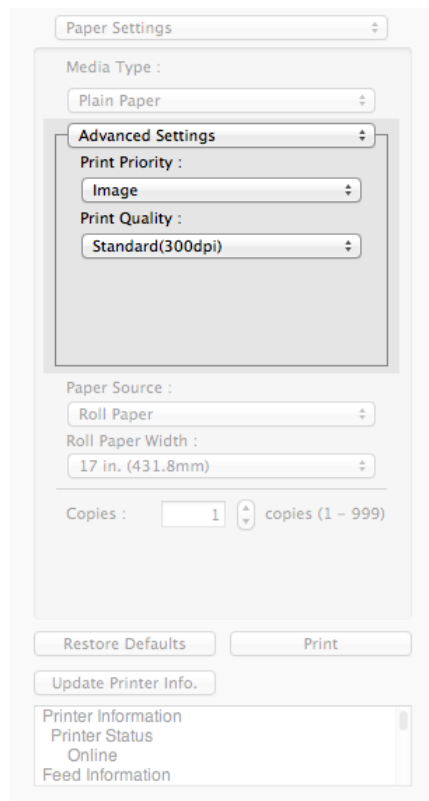 Paper Settings
Media Type :
Plain Paper
Advanced Settings
Print Priority :
Image
Print Quality :
Standard(300dpi)
Paper Source :
Roll Paper
Roll Paper Width :
17 in. (431.8mm)
Copies : 1 copies (1 – 999)
Restore Defaults Print
Update Printer Info.
Printer Information
Printer Status
Online
Feed Information